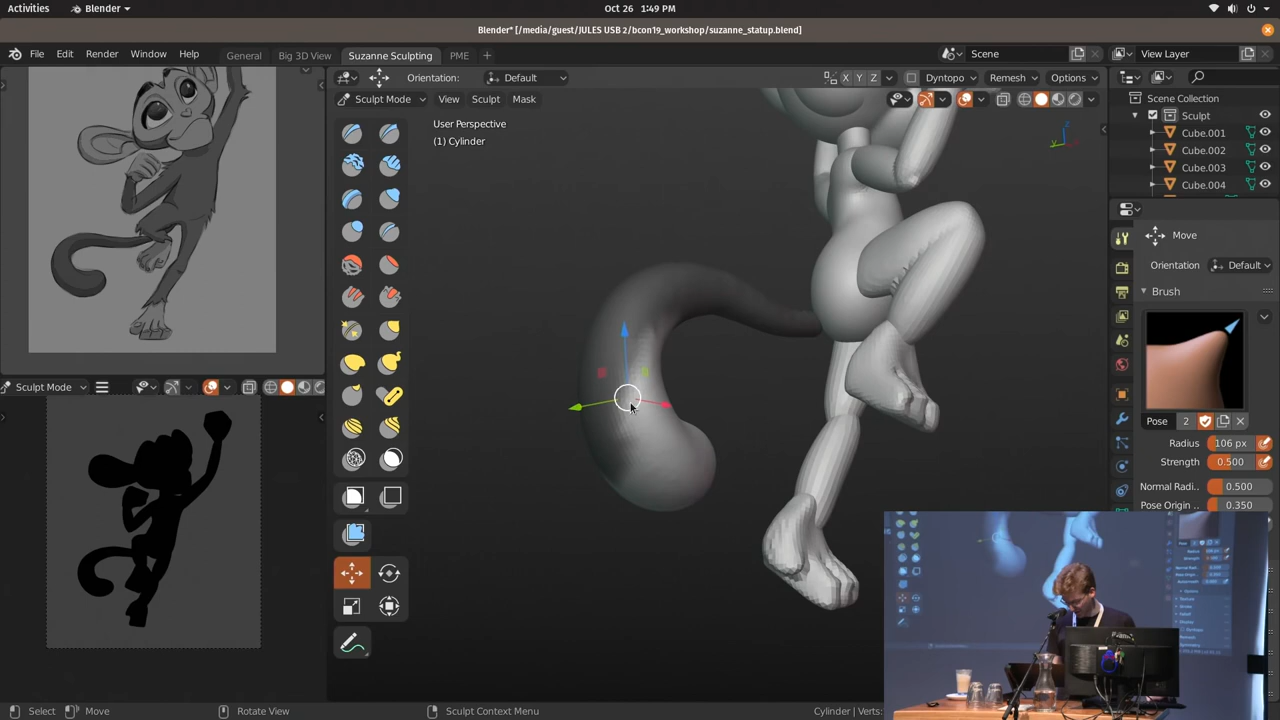 Activities
Blender
Oct 26 1:49 PM
Blender* [/media/guest/JULES USB 2/bcon19_workshop/suzanne_statup.blend]
File Edit Render Window Help
General Big 3D View Suzanne Sculpting PME
Scene
View Layer
Orientation: Default
X Y Z
Dyntopo Remesh Options
Sculpt Mode View Sculpt Mask
User Perspective
(1) Cylinder
Scene Collection
Sculpt
Cube.001
Cube.002
Cube.003
Cube.004
Move
Orientation Default
Brush
Pose 2
Radius 106 px
Strength 0.500
Normal Radi.. 0.500
Pose Origin .. 0.350
Sculpt Mode
Select Move Rotate View Sculpt Context Menu
Cylinder | Verts: